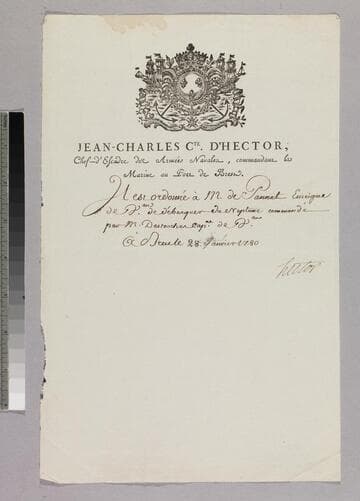 JEAN-CHARLES Cte. D'HECTOR,
Chef-d'Escadre des Armées Navales, commandant la
Marine au Port de Brest.
Il est ordonné à M. de Pannat Enseigne
de Vau. de débarquer du Neptune commandé
par M. Descouches Capne. de Vau
à Brest le 28 Janvier 1780
hector